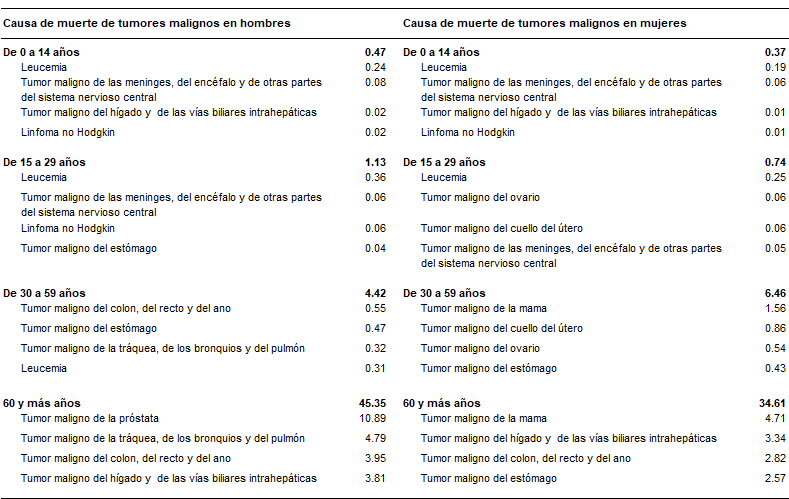 Causa de muerte de tumores malignos en hombres
Causa de muerte de tumores malignos en mujeres
De 0 a 14 años 0.47
Leucemia 0.24
Tumor maligno de las meninges, del encéfalo y de otras partes 0.08
del sistema nervioso central
Tumor maligno del hígado y de las vías biliares intrahepáticas 0.02
Linfoma no Hodgkin 0.02
De 15 a 29 años 1.13
Leucemia 0.36
Tumor maligno de las meninges, del encéfalo y de otras partes 0.06
del sistema nervioso central
Linfoma no Hodgkin 0.06
Tumor maligno del estómago 0.04
De 30 a 59 años 4.42
Tumor maligno del colon, del recto y del ano 0.55
Tumor maligno del estómago 0.47
Tumor maligno de la tráquea, de los bronquios y del pulmón 0.32
Leucemia 0.31
60 y más años 45.35
Tumor maligno de la próstata 10.89
Tumor maligno de la tráquea, de los bronquios y del pulmón 4.79
Tumor maligno del colon, del recto y del ano 3.95
Tumor maligno del hígado y de las vías biliares intrahepáticas 3.81
De 0 a 14 años 0.37
Leucemia 0.19
Tumor maligno de las meninges, del encéfalo y de otras partes 0.06
del sistema nervioso central
Tumor maligno del hígado y de las vías biliares intrahepáticas 0.01
Linfoma no Hodgkin 0.01
De 15 a 29 años 0.74
Leucemia 0.25
Tumor maligno del ovario 0.06
Tumor maligno del cuello del útero 0.06
Tumor maligno de las meninges, del encéfalo y de otras partes 0.05
del sistema nervioso central
De 30 a 59 años 6.46
Tumor maligno de la mama 1.56
Tumor maligno del cuello del útero 0.86
Tumor maligno del ovario 0.54
Tumor maligno del estómago 0.43
60 y más años 34.61
Tumor maligno de la mama 4.71
Tumor maligno del hígado y de las vías biliares intrahepáticas 3.34
Tumor maligno del colon, del recto y del ano 2.82
Tumor maligno del estómago 2.57